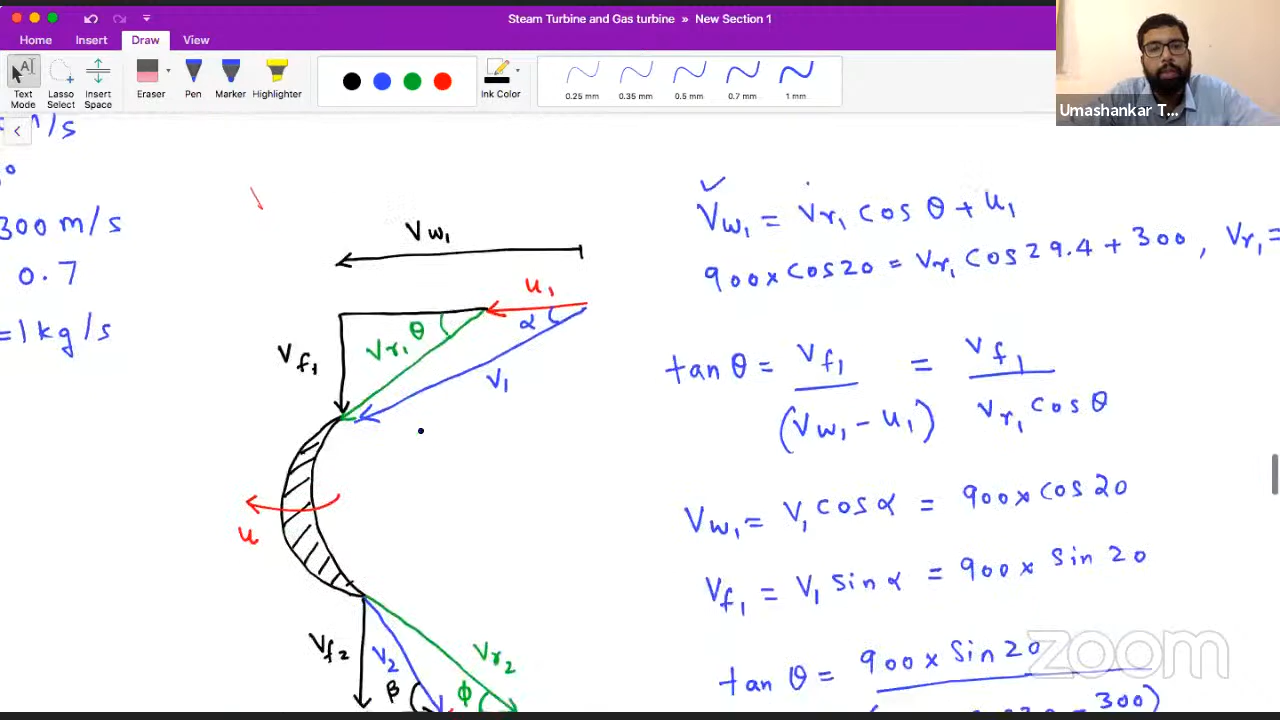 Steam Turbine and Gas turbine » New Section 1
Home Insert Draw View
Text Mode
Lasso Select
Insert Space
Eraser
Pen
Marker
Highlighter
Ink Color
0.25 mm
0.35 mm
0.5 mm
0.7 mm
1 mm
Umashankar T...
m/s
°
300 m/s
0.7
=1 kg/s
Vw1
u1
α
θ
Vr1
Vf1
V1
u
Vf2
V2
Vr2
β
ϕ
Vw1 = Vr1 cos θ + u1
900 x cos 20 = Vr1 cos 29.4 + 300 , Vr1 =
tan θ = Vf1 / (Vw1 - u1) = Vf1 / Vr1 cos θ
Vw1 = V1 cos α = 900 x cos 20
Vf1 = V1 sin α = 900 x sin 20
tan θ = 900 x sin 20
- 300)
zoom